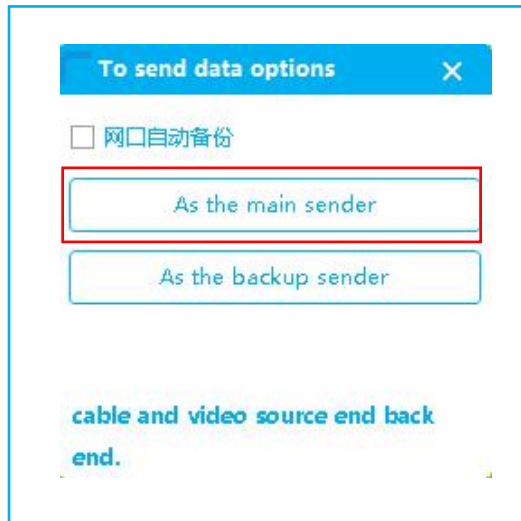 To send data options
网口自动备份
As the main sender
As the backup sender
cable and video source end back
end.